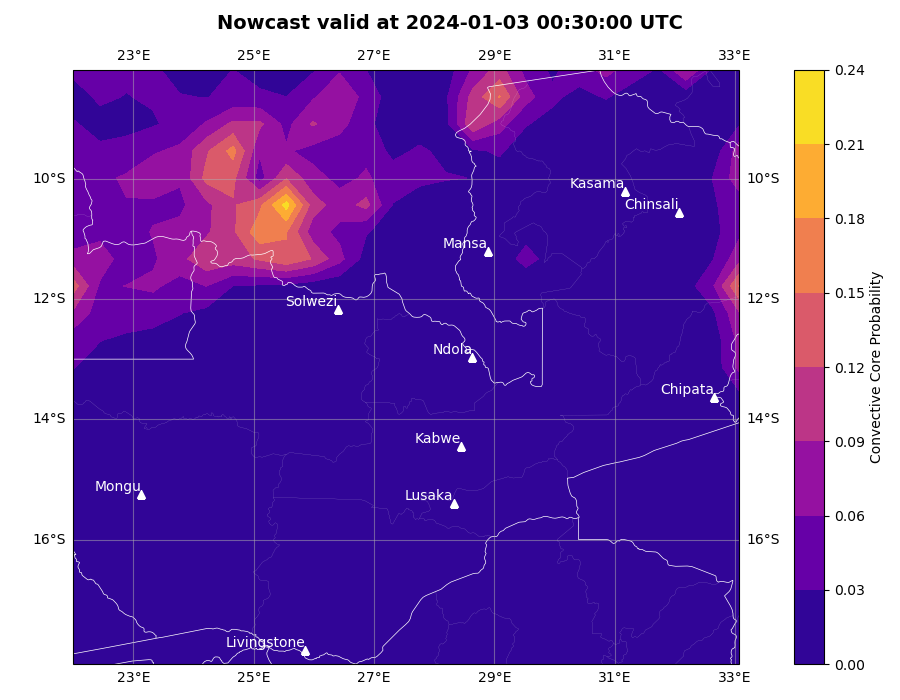 Nowcast valid at 2024-01-03 00:30:00 UTC
23°E 25°E 27°E 29°E 31°E 33°E
0.24
0.21
10°S Kasama 10°S
Chinsali
0.18
Mansa
0.15
12°S Solwezi 12°S
Ndola
0.12
Chipata
14°S 14°S
Kabwe
0.09
Mongu Lusaka
0.06
16°S 16°S
0.03
Livingstone
0.00
23°E 25°E 27°E 29°E 31°E 33°E
Convective Core Probability